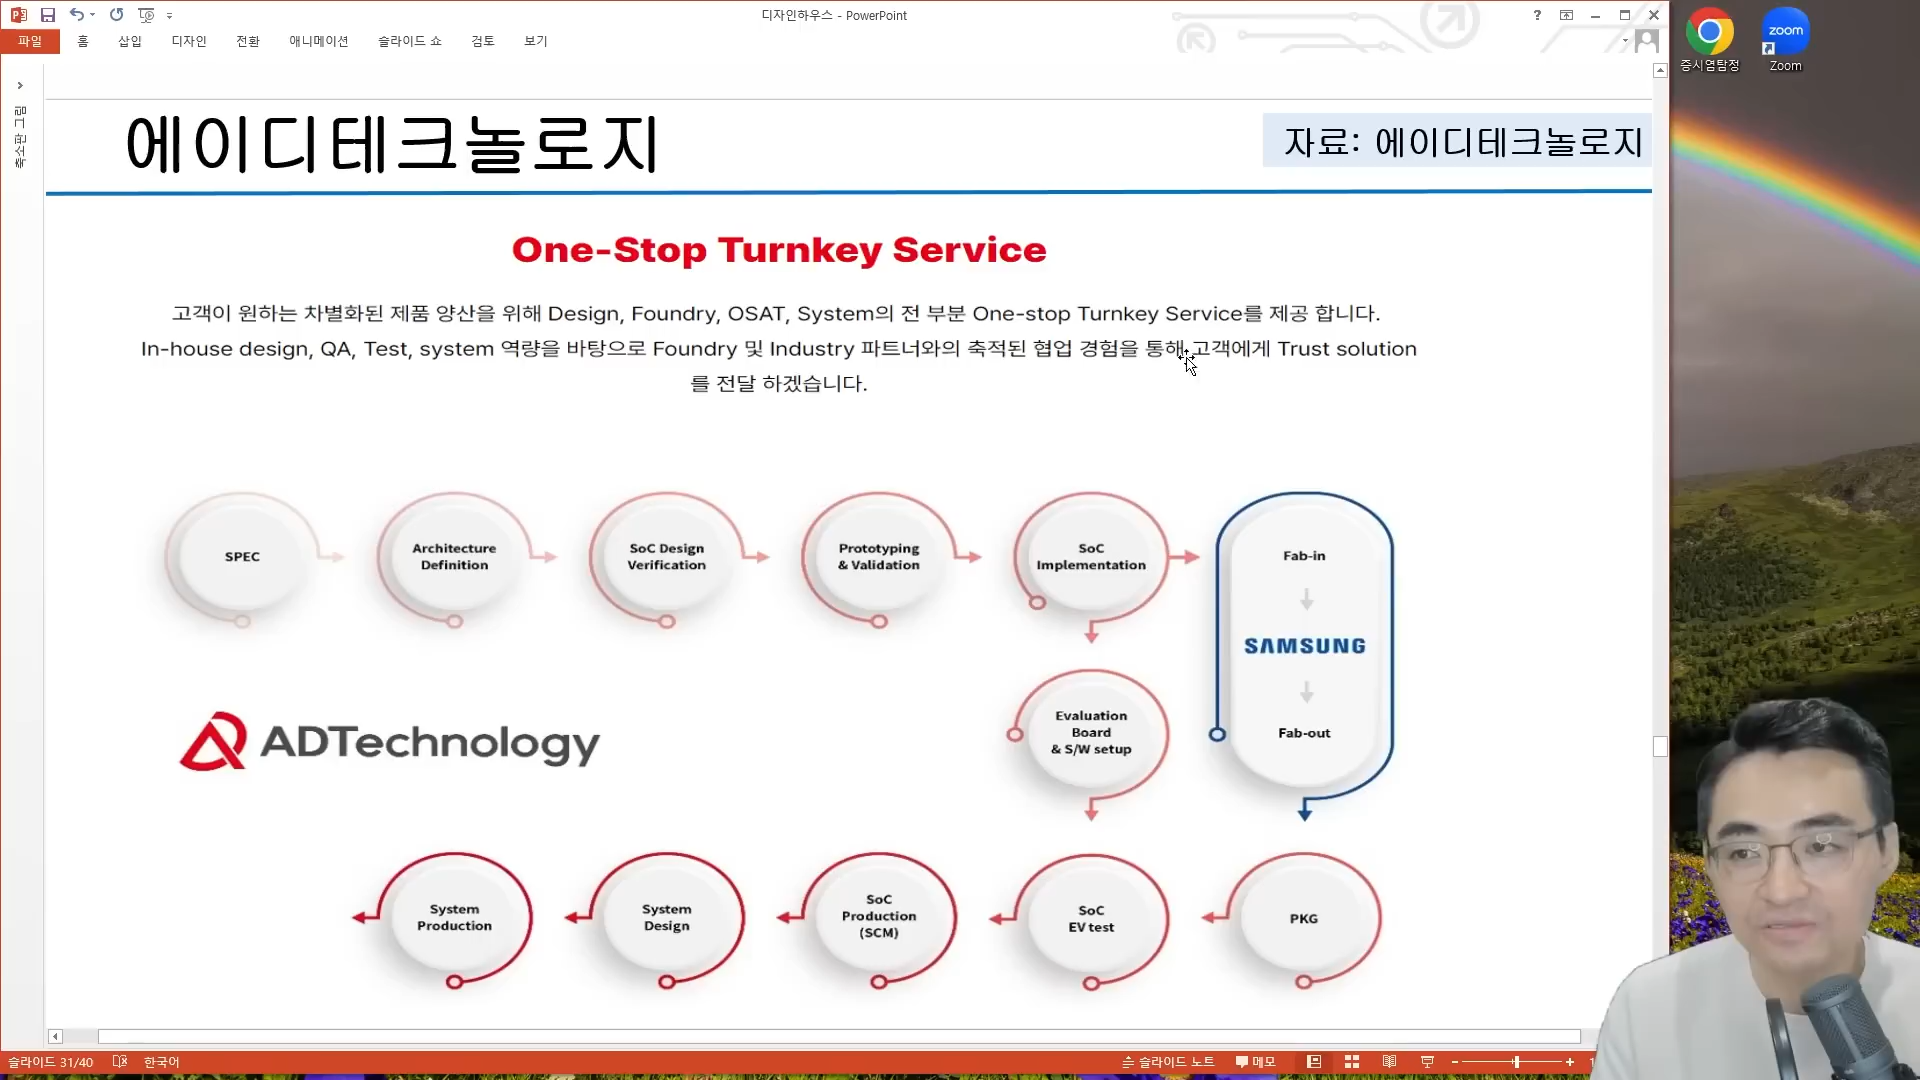 디자인하우스 - PowerPoint
?
파일
홈
삽입
디자인
전환
애니메이션
슬라이드 쇼
검토
보기
증시염탐정
zoom
Zoom
축소판 그림
에이디테크놀로지
자료: 에이디테크놀로지
One-Stop Turnkey Service
고객이 원하는 차별화된 제품 양산을 위해 Design, Foundry, OSAT, System의 전 부분 One-stop Turnkey Service를 제공 합니다.
In-house design, QA, Test, system 역량을 바탕으로 Foundry 및 Industry 파트너와의 축적된 협업 경험을 통해 고객에게 Trust solution
를 전달 하겠습니다.
SPEC
Architecture
Definition
SoC Design
Verification
Prototyping
& Validation
SoC
Implementation
Fab-in
SAMSUNG
Fab-out
Evaluation
Board
& S/W setup
ADTechnology
System
Production
System
Design
SoC
Production
(SCM)
SoC
EV test
PKG
슬라이드 31/40
한국어
슬라이드 노트
메모